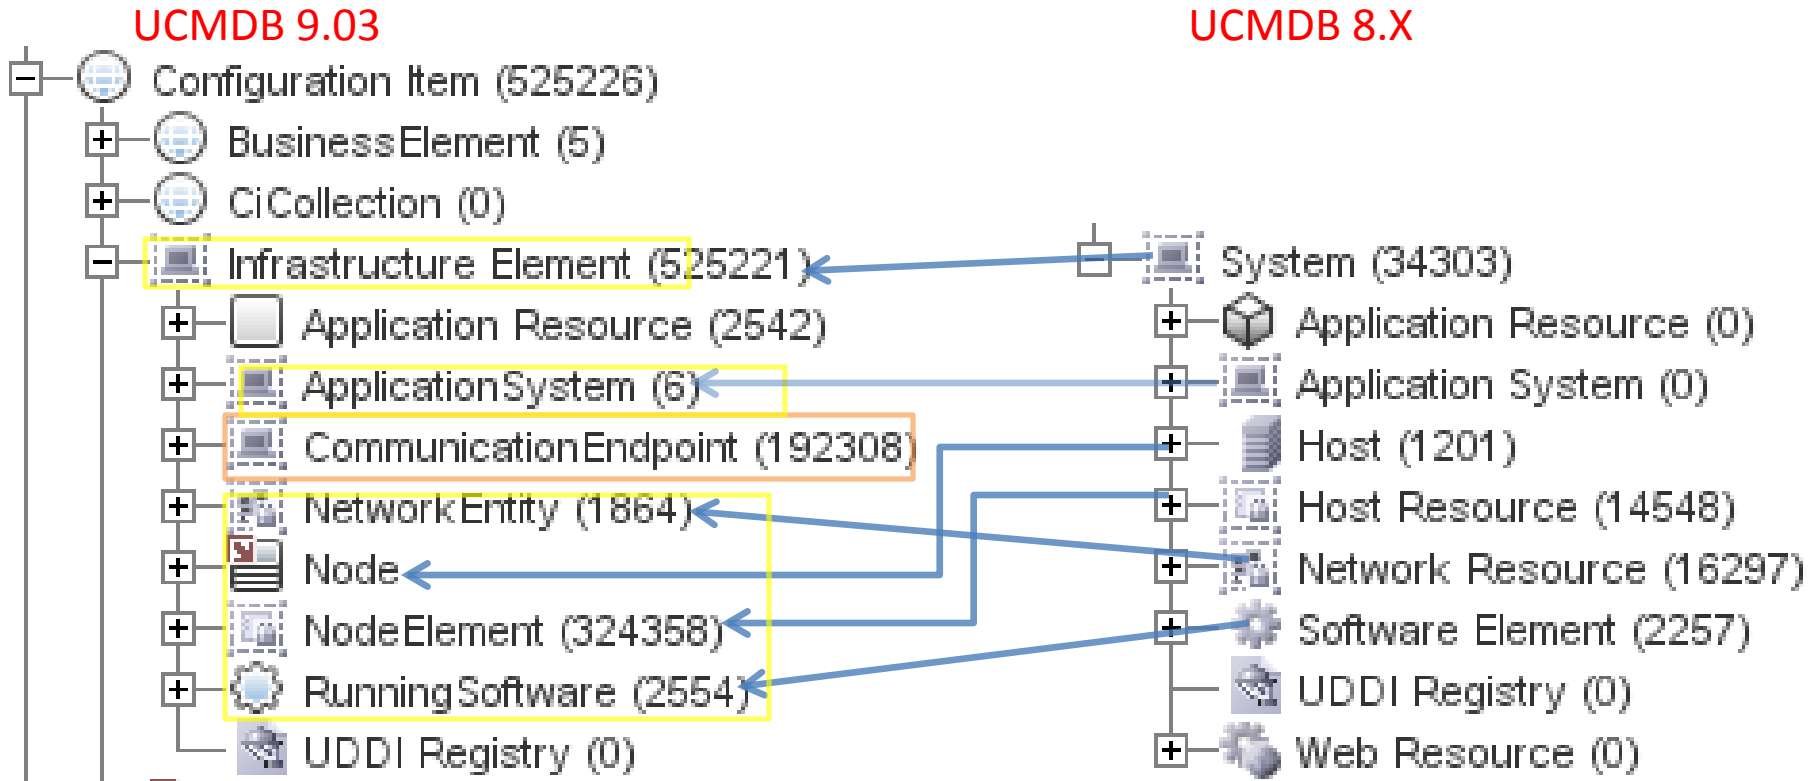 UCMDB 9.03
Configuration Item (525226)
BusinessElement (5)
CiCollection (0)
Infrastructure Element (525221)
Application Resource (2542)
ApplicationSystem (6)
CommunicationEndpoint (192308)
NetworkEntity (1864)
Node
NodeElement (324358)
RunningSoftware (2554)
UDDI Registry (0)
UCMDB 8.X
System (34303)
Application Resource (0)
Application System (0)
Host (1201)
Host Resource (14548)
Network Resource (16297)
Software Element (2257)
UDDI Registry (0)
Web Resource (0)